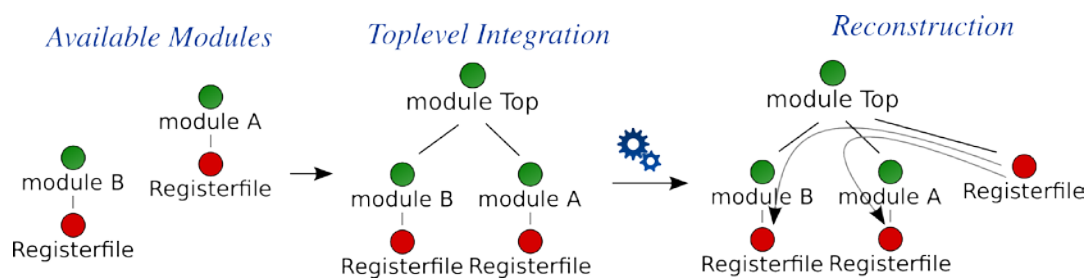 Available Modules
module A
Registerfile
module B
Registerfile
Toplevel Integration
module Top
module B
module A
Registerfile
Registerfile
Reconstruction
module Top
Registerfile
module B
module A
Registerfile
Registerfile